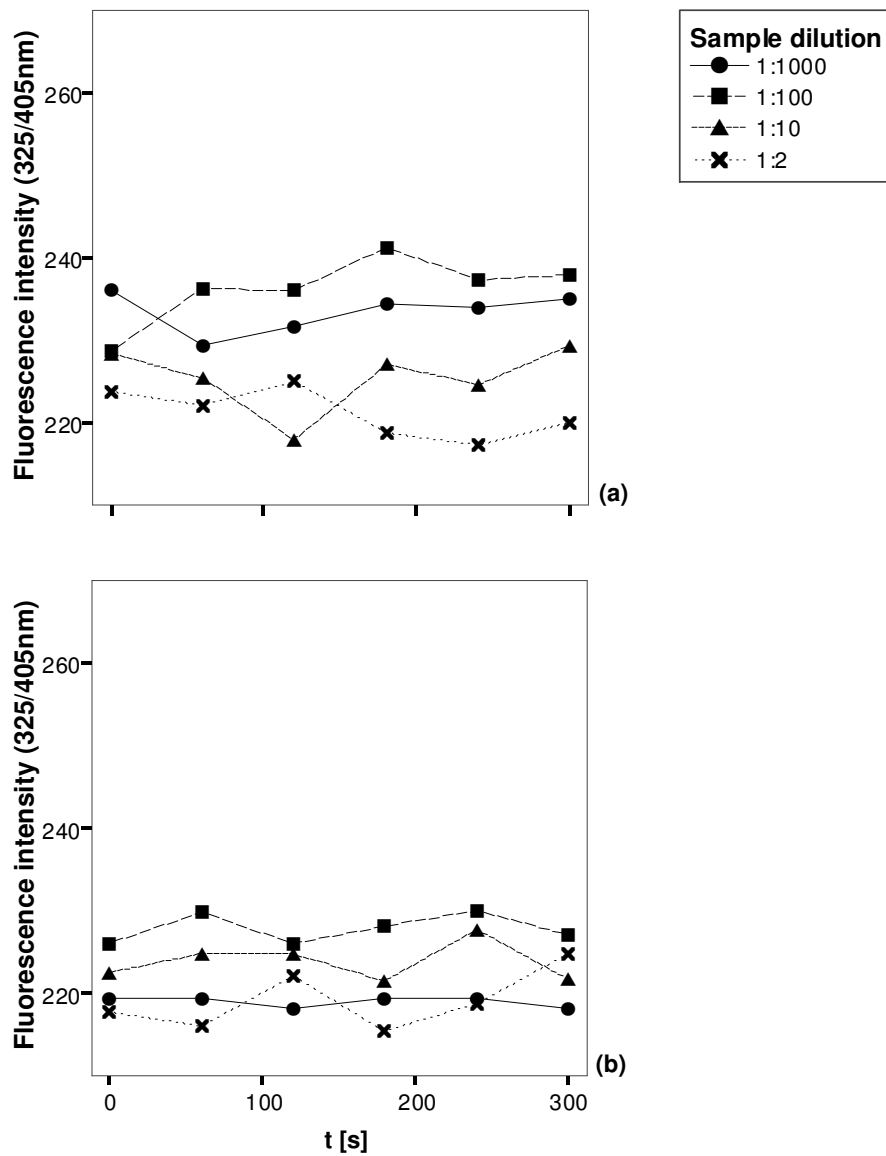 Sample dilution
1:1000
1:100
1:10
1:2
Fluorescence intensity (325/405nm)
260
240
220
(a)
Fluorescence intensity (325/405nm)
260
240
220
(b)
0 100 200 300
t [s]